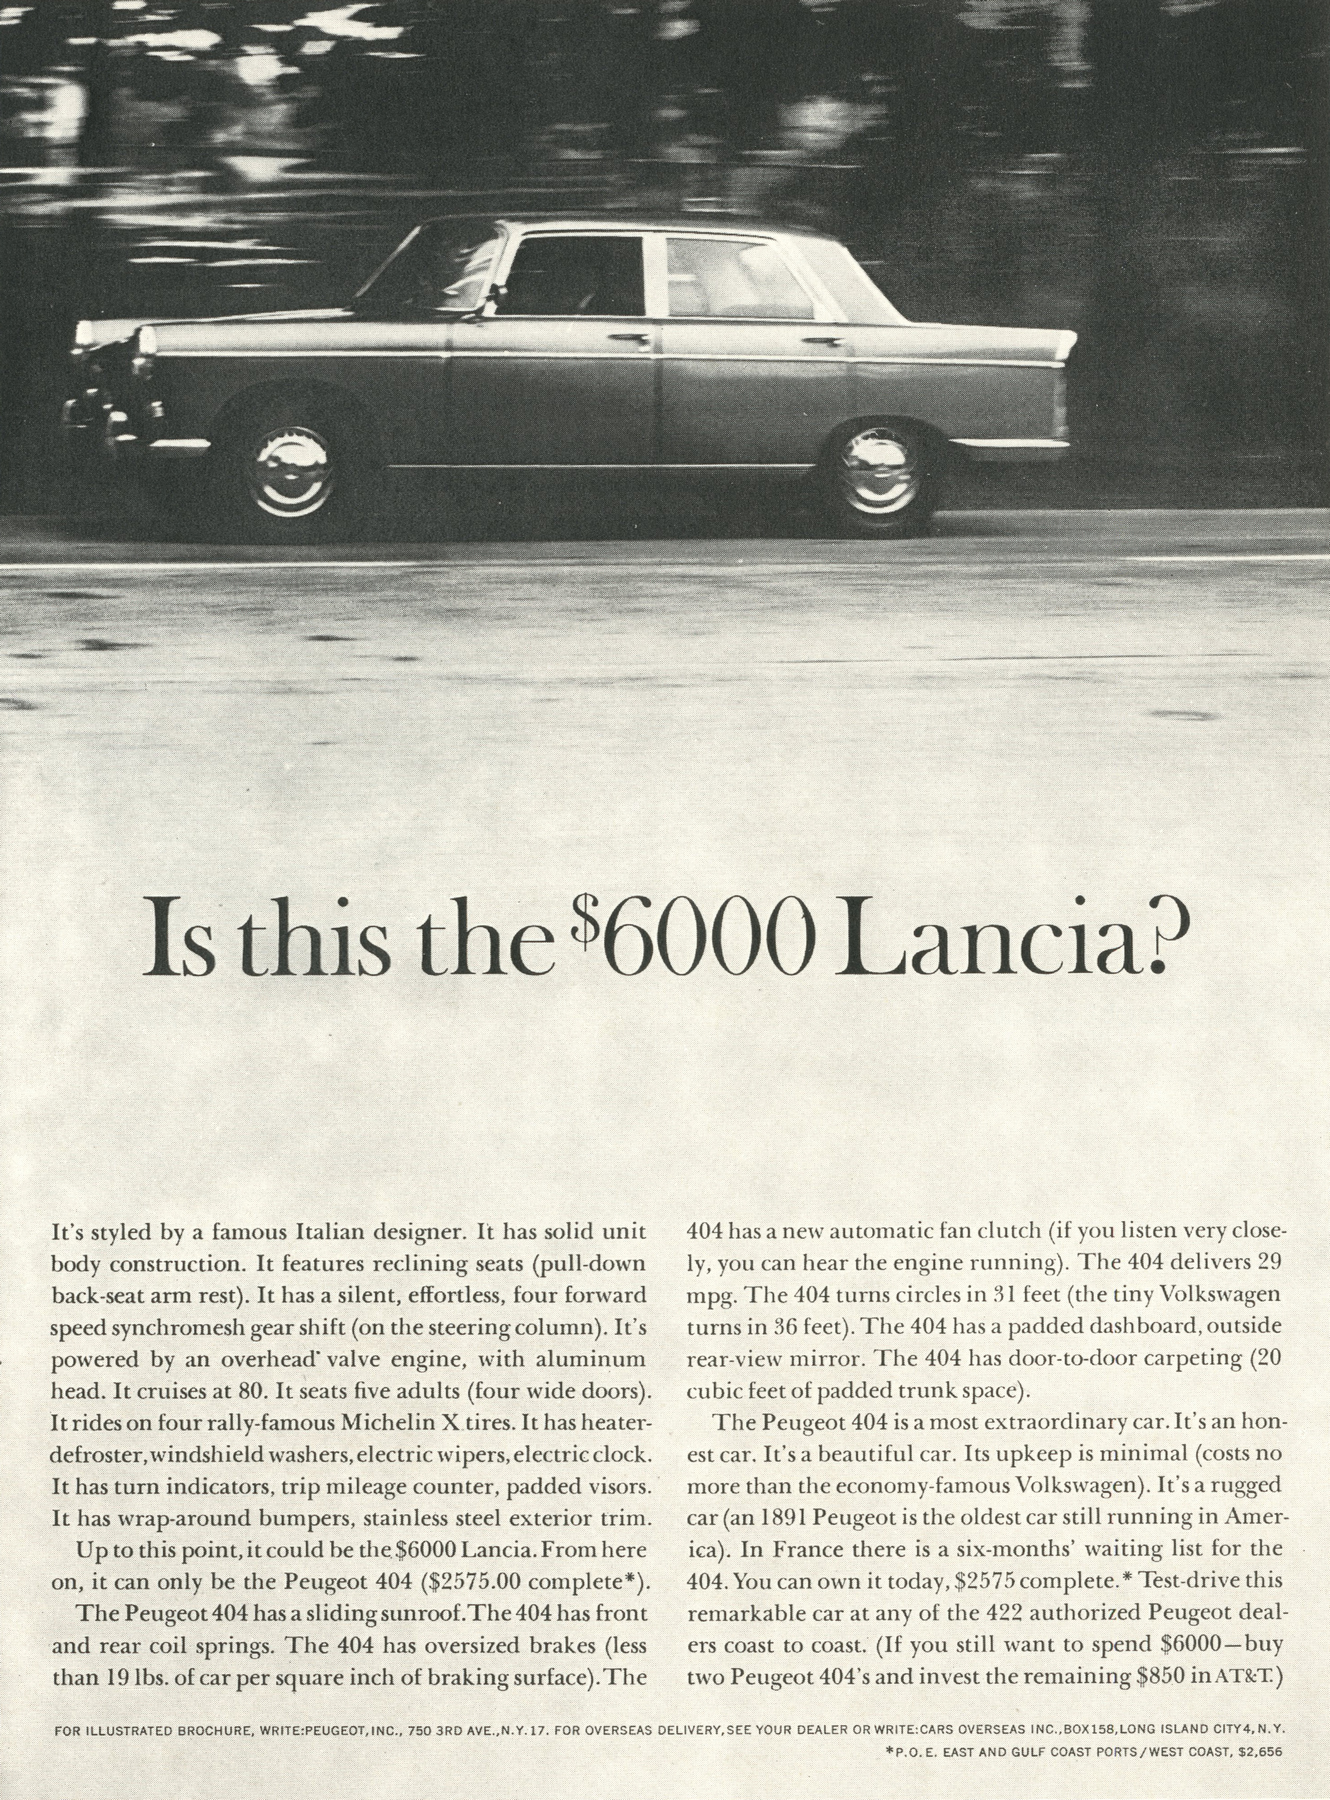 Is this the $6000 Lancia?
It's styled by a famous Italian designer. It has solid unit
body construction. It features reclining seats (pull-down
back-seat arm rest). It has a silent, effortless, four forward
speed synchromesh gear shift (on the steering column). It's
powered by an overhead valve engine, with aluminum
head. It cruises at 80. It seats five adults (four wide doors).
It rides on four rally-famous Michelin X tires. It has heater-
defroster, windshield washers, electric wipers, electric clock.
It has turn indicators, trip mileage counter, padded visors.
It has wrap-around bumpers, stainless steel exterior trim.
Up to this point, it could be the $6000 Lancia. From here
on, it can only be the Peugeot 404 ($2575.00 complete*).
The Peugeot 404 has a sliding sunroof. The 404 has front
and rear coil springs. The 404 has oversized brakes (less
than 19 lbs. of car per square inch of braking surface). The
404 has a new automatic fan clutch (if you listen very close-
ly, you can hear the engine running). The 404 delivers 29
mpg. The 404 turns circles in 31 feet (the tiny Volkswagen
turns in 36 feet). The 404 has a padded dashboard, outside
rear-view mirror. The 404 has door-to-door carpeting (20
cubic feet of padded trunk space).
The Peugeot 404 is a most extraordinary car. It's an hon-
est car. It's a beautiful car. Its upkeep is minimal (costs no
more than the economy-famous Volkswagen). It's a rugged
car (an 1891 Peugeot is the oldest car still running in Amer-
ica). In France there is a six-months' waiting list for the
404. You can own it today, $2575 complete.* Test-drive this
remarkable car at any of the 422 authorized Peugeot deal-
ers coast to coast. (If you still want to spend $6000—buy
two Peugeot 404's and invest the remaining $850 in AT&T.)
FOR ILLUSTRATED BROCHURE, WRITE: PEUGEOT, INC., 750 3RD AVE., N.Y. 17. FOR OVERSEAS DELIVERY, SEE YOUR DEALER OR WRITE: CARS OVERSEAS INC., BOX 158, LONG ISLAND CITY 4, N.Y.
*P.O.E. EAST AND GULF COAST PORTS/WEST COAST, $2,656